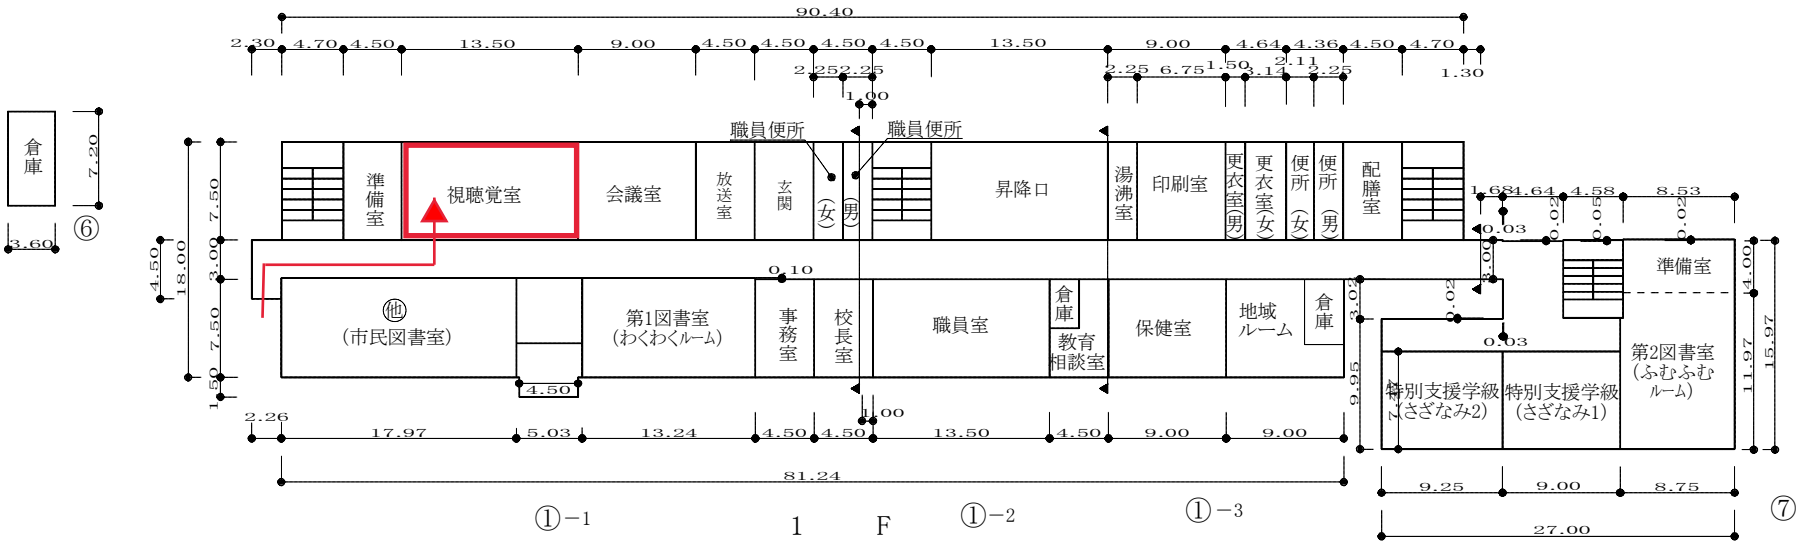 90.40
2.30 4.70 4.50 13.50 9.00 4.50 4.50 4.50 4.50 13.50 9.00 4.64 4.36 4.50 4.70
1.30
2.25 2.25
2.25 6.75 1.50 3.14 2.11 2.25
1.00
倉庫
7.20
3.60
⑥
18.00
7.50
3.00
7.50
1.50
4.50
準備室
視聴覚室
会議室
放送室
玄関
職員便所
(女)
(男)
職員便所
昇降口
湯沸室
印刷室
更衣室(男)
更衣室(女)
便所(女)
便所(男)
配膳室
1.68 4.64 4.58 8.53
0.02
0.05
0.02
0.03
3.00
0.10
他
(市民図書室)
第1図書室
(わくわくルーム)
事務室
校長室
職員室
倉庫
教育
相談室
保健室
地域
ルーム
倉庫
3.02
0.02
0.03
9.95
準備室
第2図書室
(ふむふむ
ルーム)
特別支援学級
(さざなみ2)
特別支援学級
(さざなみ1)
4.00
11.97
15.97
4.50
1.00
2.26 17.97 5.03 13.24 4.50 4.50 13.50 4.50 9.00 9.00
81.24
9.25 9.00 8.75
27.00
①-1
1 F
①-2
①-3
⑦